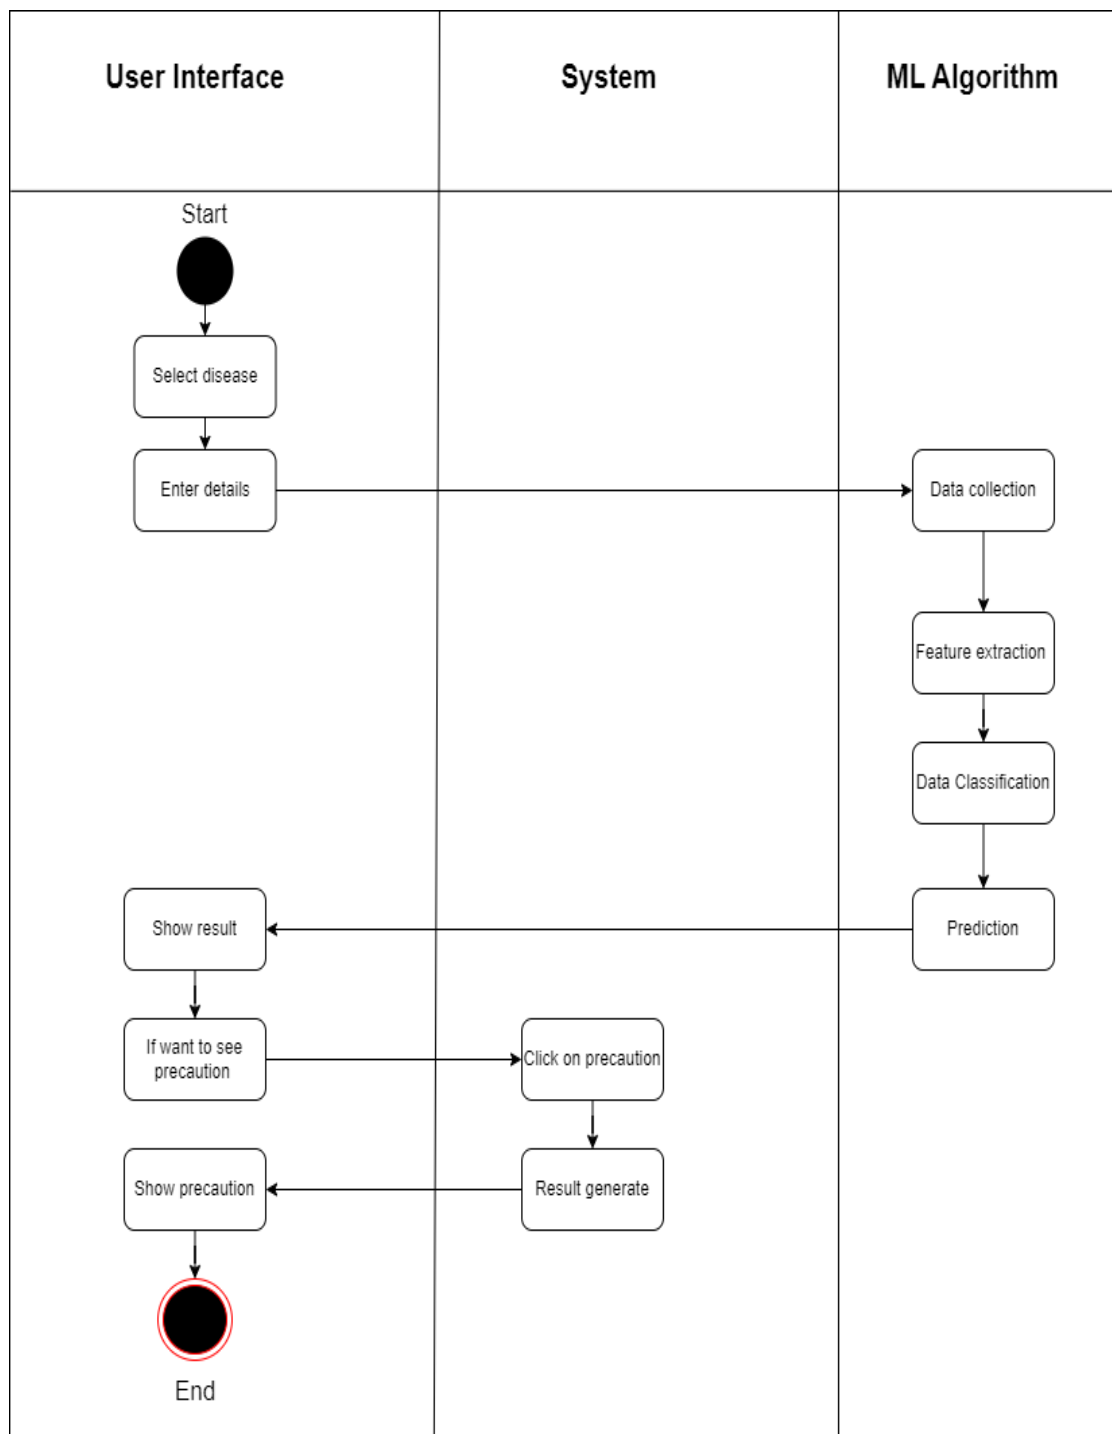 User Interface
System
ML Algorithm
Start
Select disease
Enter details
Data collection
Feature extraction
Data Classification
Show result
Prediction
If want to see
precaution
Click on precaution
Show precaution
Result generate
End